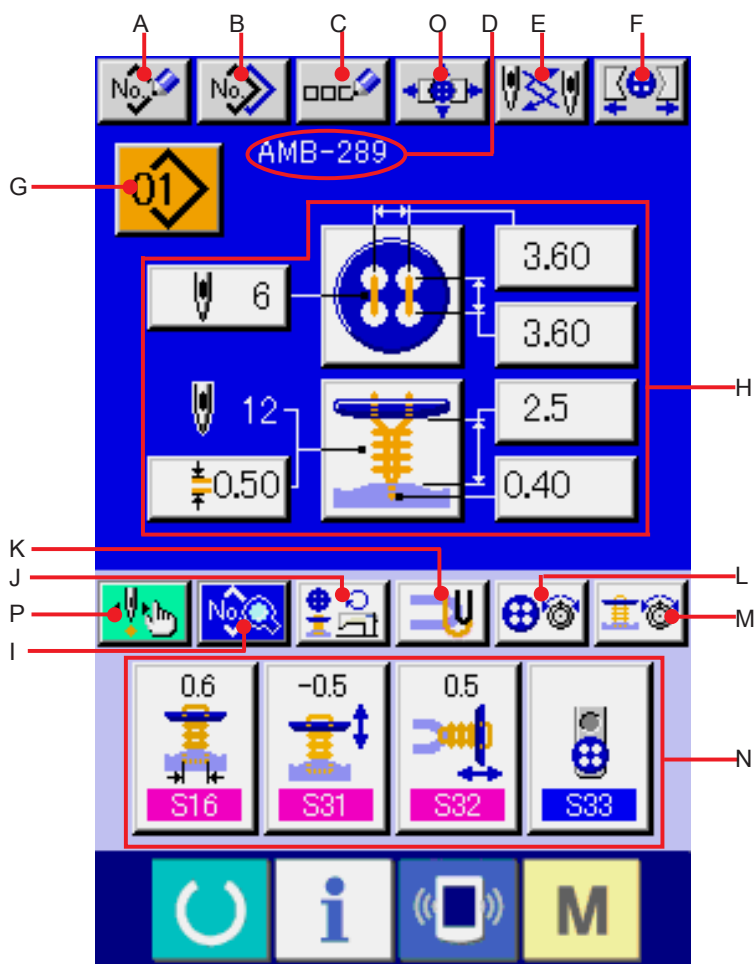 A B C O D E F
No. No.
AMB-289
G 01
3.60
6
3.60
H
12 2.5
0.50 0.40
K
J L
P No. M
I
0.6 -0.5 0.5
N
S16 S31 S32 S33
i M